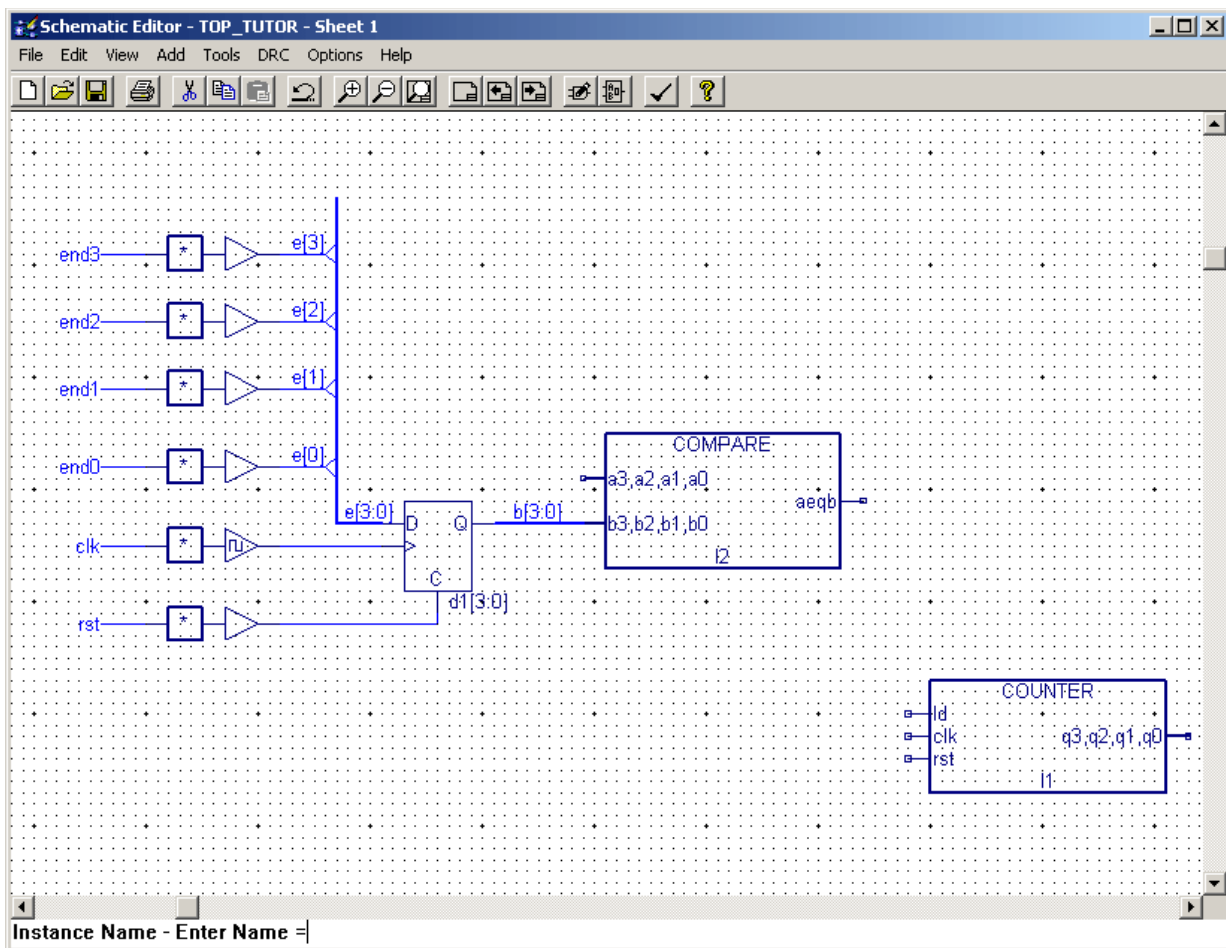 Schematic Editor - TOP_TUTOR - Sheet 1
File Edit View Add Tools DRC Options Help
end3 * e[3]
end2 * e[2]
end1 * e[1]
end0 * e[0]
COMPARE
a3,a2,a1,a0
aeqb
b3,b2,b1,b0
I2
e[3:0] D Q b[3:0]
clk *
C
d1[3:0]
rst *
COUNTER
ld
clk q3,q2,q1,q0
rst
I1
Instance Name - Enter Name =